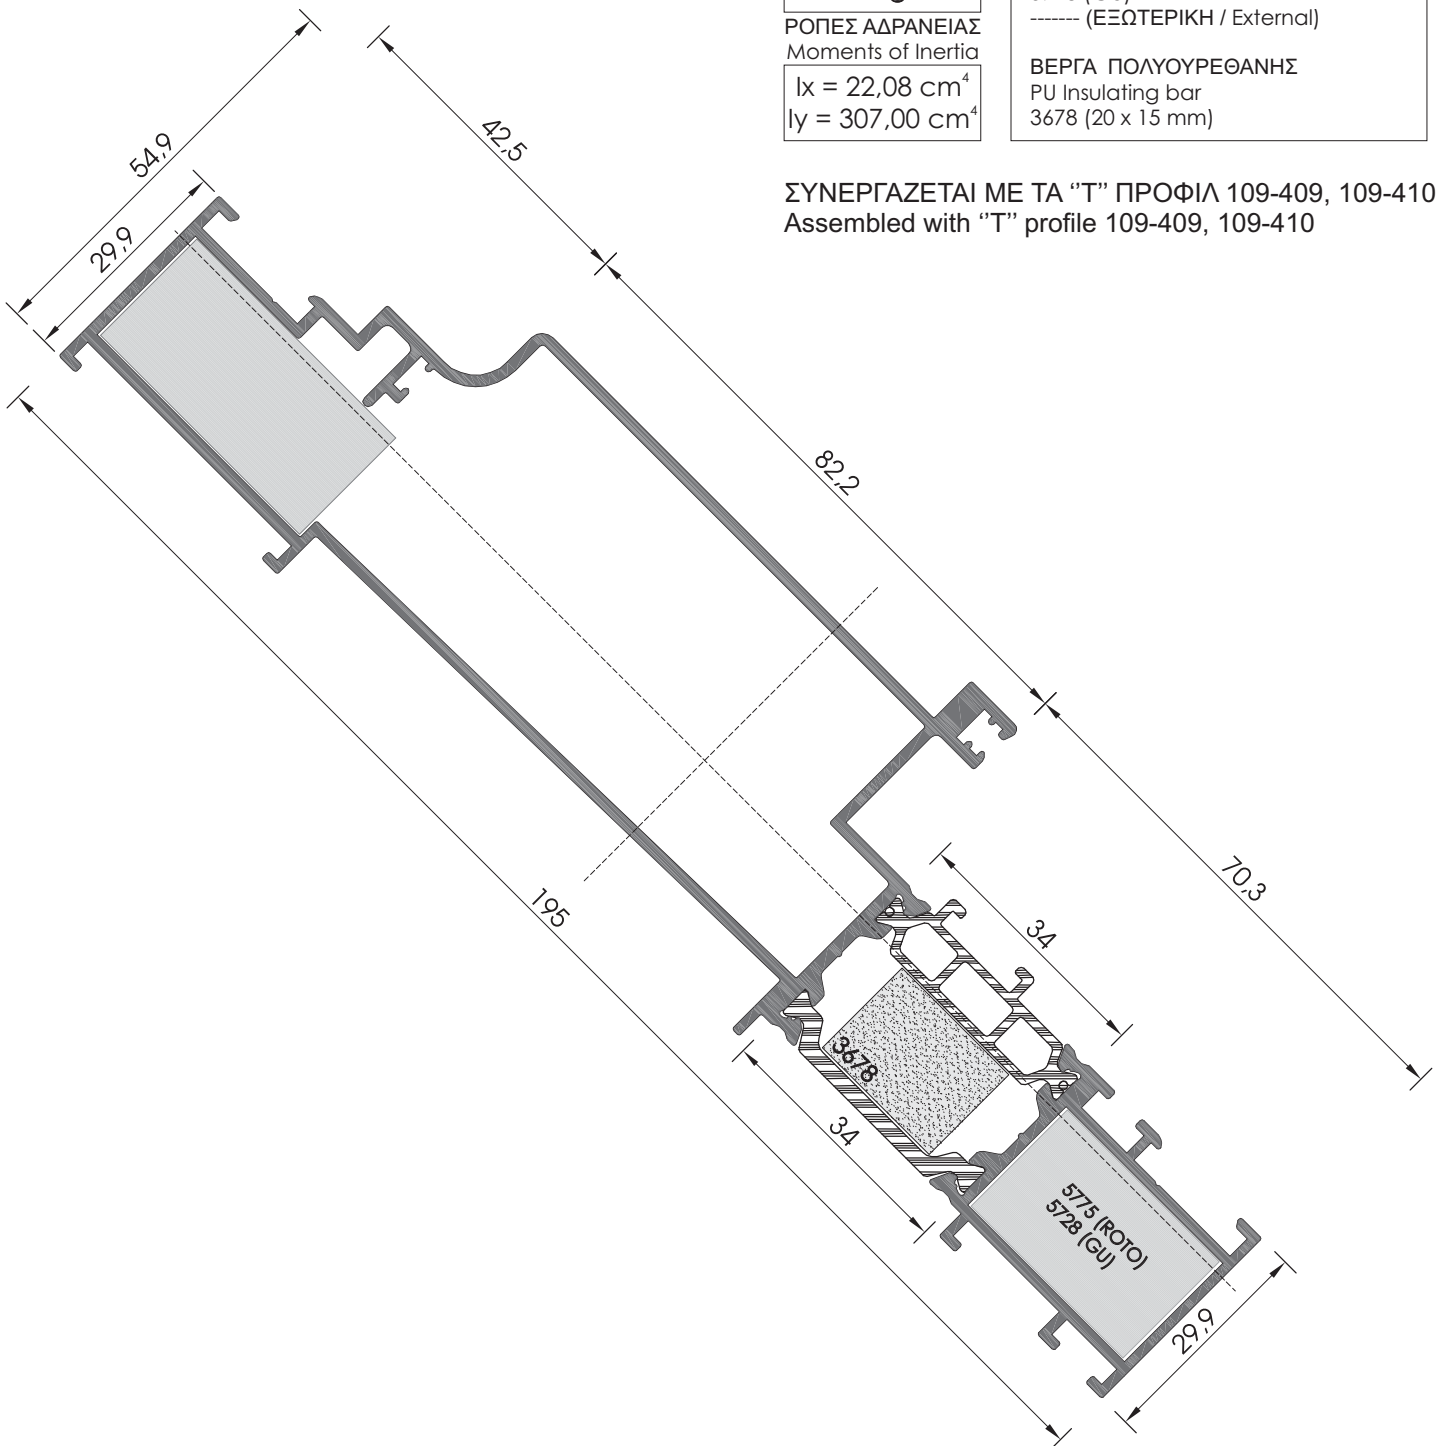 ΡΟΠΕΣ ΑΔΡΑΝΕΙΑΣ
Moments of Inertia
Ix = 22,08 cm⁴
Iy = 307,00 cm⁴
------- (ΕΞΩΤΕΡΙΚΗ / External)
ΒΕΡΓΑ ΠΟΛΥΟΥΡΕΘΑΝΗΣ
PU Insulating bar
3678 (20 x 15 mm)
ΣΥΝΕΡΓΑΖΕΤΑΙ ΜΕ ΤΑ ‘’Τ’’ ΠΡΟΦΙΛ 109-409, 109-410
Assembled with ‘’T’’ profile 109-409, 109-410
54,9
42,5
29,9
82,2
195
70,3
34
3678
34
5775 (ROTO)
5728 (GU)
29,9